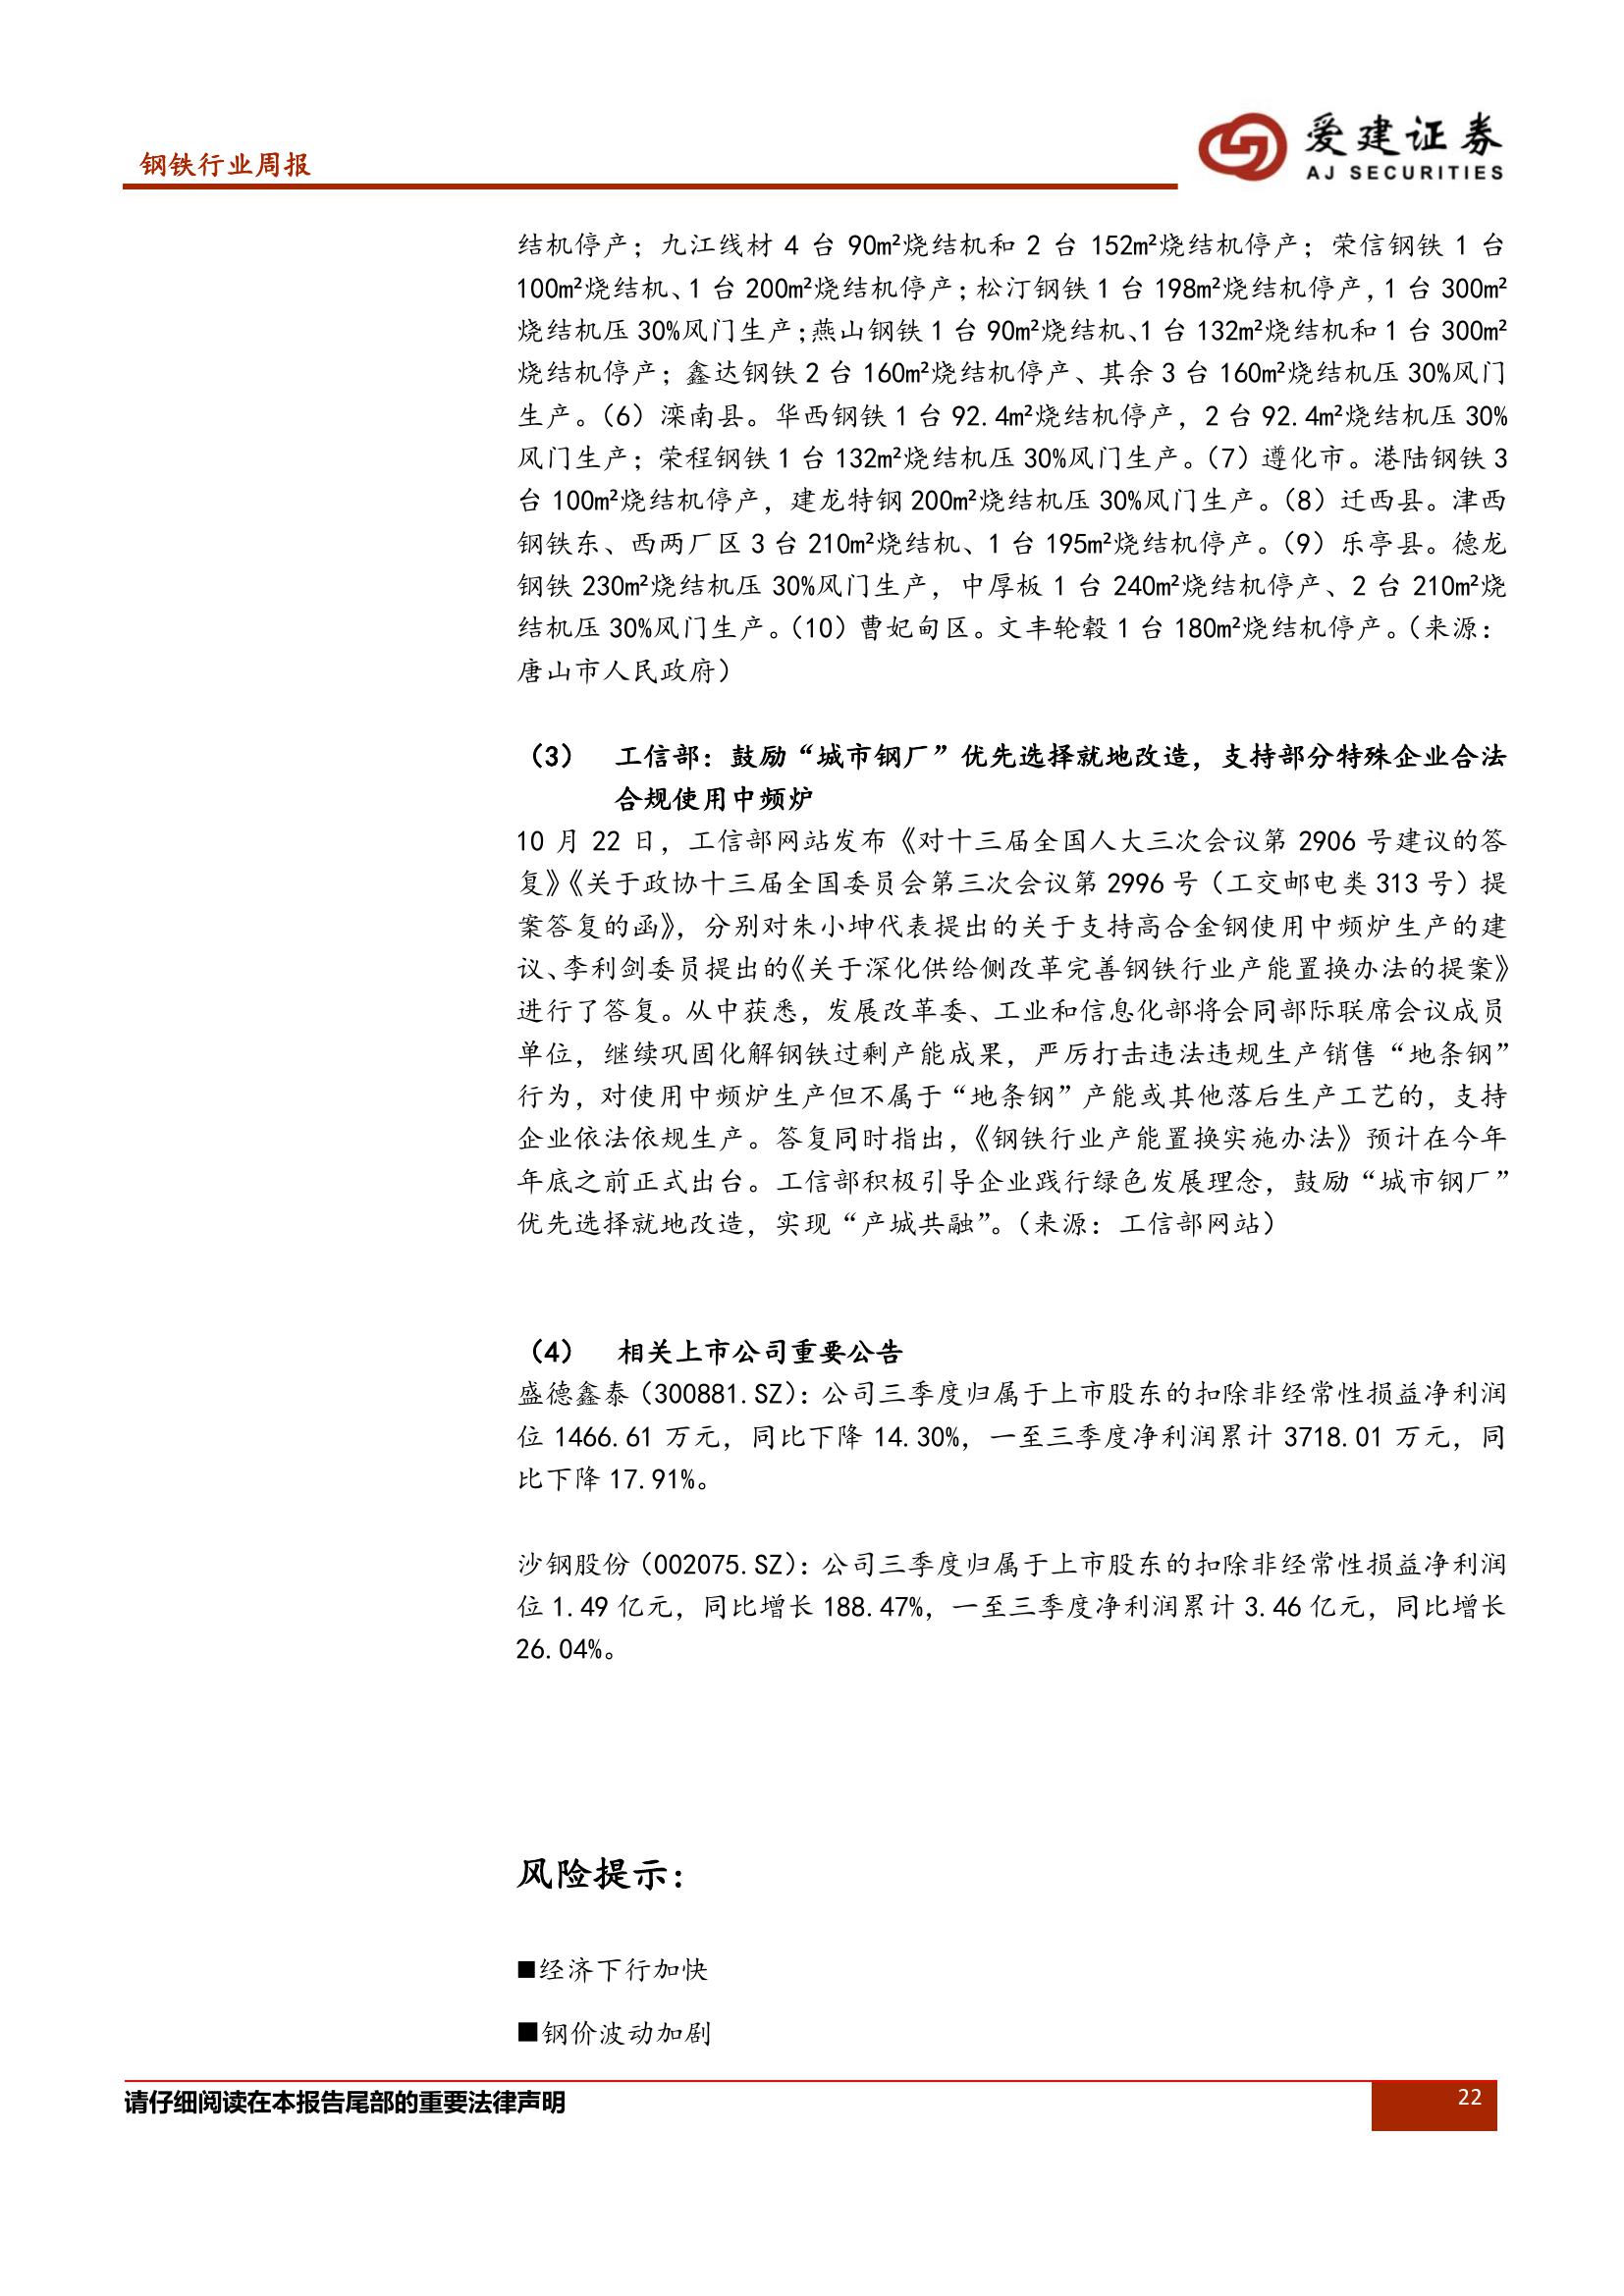 钢铁行业周报
爱建证券
AJ SECURITIES
结机停产；九江线材 4 台 90m²烧结机和 2 台 152m²烧结机停产；荣信钢铁 1 台
100m²烧结机、1 台 200m²烧结机停产；松汀钢铁 1 台 198m²烧结机停产，1 台 300m²
烧结机压 30%风门生产；燕山钢铁 1 台 90m²烧结机、1 台 132m²烧结机和 1 台 300m²
烧结机停产；鑫达钢铁 2 台 160m²烧结机停产、其余 3 台 160m²烧结机压 30%风门
生产。（6）滦南县。华西钢铁 1 台 92.4m²烧结机停产，2 台 92.4m²烧结机压 30%
风门生产；荣程钢铁 1 台 132m²烧结机压 30%风门生产。（7）遵化市。港陆钢铁 3
台 100m²烧结机停产，建龙特钢 200m²烧结机压 30%风门生产。（8）迁西县。津西
钢铁东、西两厂区 3 台 210m²烧结机、1 台 195m²烧结机停产。（9）乐亭县。德龙
钢铁 230m²烧结机压 30%风门生产，中厚板 1 台 240m²烧结机停产、2 台 210m²烧
结机压 30%风门生产。（10）曹妃甸区。文丰轮毂 1 台 180m²烧结机停产。（来源：
唐山市人民政府）
（3） 工信部：鼓励“城市钢厂”优先选择就地改造，支持部分特殊企业合法
合规使用中频炉
10 月 22 日，工信部网站发布《对十三届全国人大三次会议第 2906 号建议的答
复》《关于政协十三届全国委员会第三次会议第 2996 号（工交邮电类 313 号）提
案答复的函》，分别对朱小坤代表提出的关于支持高合金钢使用中频炉生产的建
议、李利剑委员提出的《关于深化供给侧改革完善钢铁行业产能置换办法的提案》
进行了答复。从中获悉，发展改革委、工业和信息化部将会同部际联席会议成员
单位，继续巩固化解钢铁过剩产能成果，严厉打击违法违规生产销售“地条钢”
行为，对使用中频炉生产但不属于“地条钢”产能或其他落后生产工艺的，支持
企业依法依规生产。答复同时指出，《钢铁行业产能置换实施办法》预计在今年
年底之前正式出台。工信部积极引导企业践行绿色发展理念，鼓励“城市钢厂”
优先选择就地改造，实现“产城共融”。（来源：工信部网站）
（4） 相关上市公司重要公告
盛德鑫泰（300881.SZ）：公司三季度归属于上市股东的扣除非经常性损益净利润
位 1466.61 万元，同比下降 14.30%，一至三季度净利润累计 3718.01 万元，同
比下降 17.91%。
沙钢股份（002075.SZ）：公司三季度归属于上市股东的扣除非经常性损益净利润
位 1.49 亿元，同比增长 188.47%，一至三季度净利润累计 3.46 亿元，同比增长
26.04%。
风险提示：
■经济下行加快
■钢价波动加剧
请仔细阅读在本报告尾部的重要法律声明
22